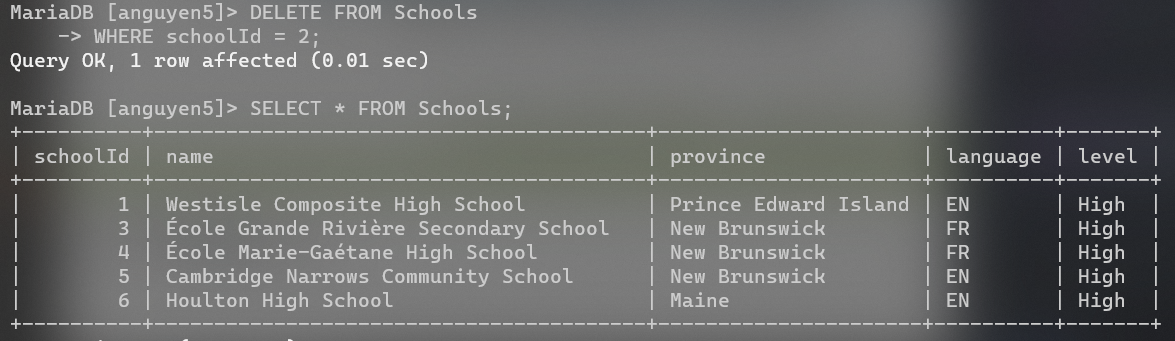 MariaDB [anguyen5]> DELETE FROM Schools
    -> WHERE schoolId = 2;
Query OK, 1 row affected (0.01 sec)
MariaDB [anguyen5]> SELECT * FROM Schools;
+----------+------------------------------------------+----------------------+----------+-------+
| schoolId | name                                     | province             | language | level |
+----------+------------------------------------------+----------------------+----------+-------+
|        1 | Westisle Composite High School           | Prince Edward Island | EN       | High  |
|        3 | École Grande Rivière Secondary School    | New Brunswick        | FR       | High  |
|        4 | École Marie-Gaétane High School          | New Brunswick        | FR       | High  |
|        5 | Cambridge Narrows Community School       | New Brunswick        | EN       | High  |
|        6 | Houlton High School                      | Maine                | EN       | High  |
+----------+------------------------------------------+----------------------+----------+-------+